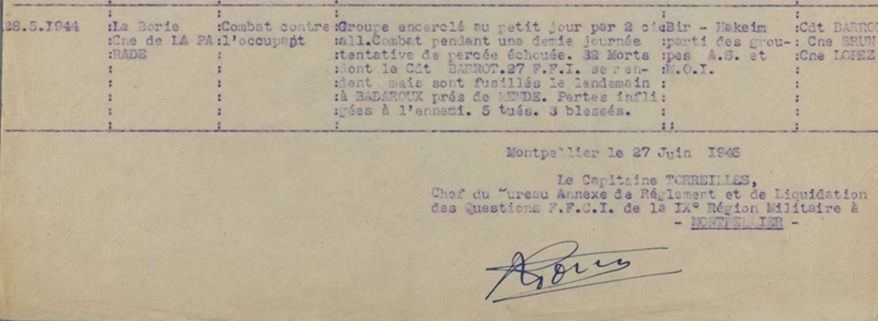 28.5.1944 :La Borie :Combat contre :Groupe encerclé au petit jour par 2 cie :Bir - Hakeim :Cdt BARROT
:Cne de LA PA :l'occupant :all.Combat pendant une demie journée :parti des grou- : Cne BRUN
:RADE : :tentative de percée échouée. 32 Morts :pes A.S. et :Cne LOPEZ
: : :dont le Cdt BARROT.27 F.F.I. se ren- :M.O.I. :
: : :dent mais sont fusillés le lendemain : :
: : :à BADAROUX prés de MENDE. Pertes infli : :
: : :gées à l'ennemi. 5 tués. 3 blessés. :: :
Montpellier le 27 Juin 1946
Le Capitaine TORREILLES,
Chef du Bureau Annexe de Réglement et de Liquidation
des Questions F.F.C.I. de la IX° Région Militaire à
- MONTPELLIER -